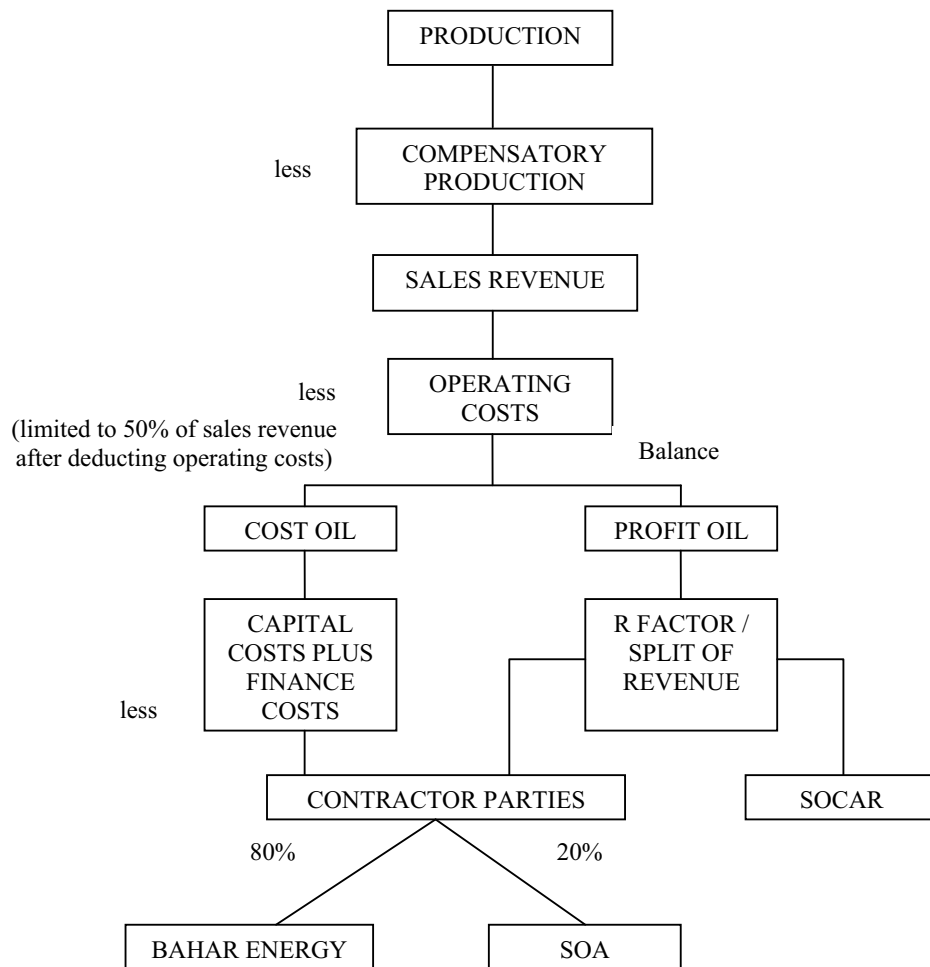 PRODUCTION
less
COMPENSATORY
PRODUCTION
SALES REVENUE
less
OPERATING
COSTS
(limited to 50% of sales revenue
after deducting operating costs)
Balance
COST OIL
PROFIT OIL
CAPITAL
COSTS PLUS
FINANCE
COSTS
R FACTOR /
SPLIT OF
REVENUE
less
CONTRACTOR PARTIES
SOCAR
80%
20%
BAHAR ENERGY
SOA